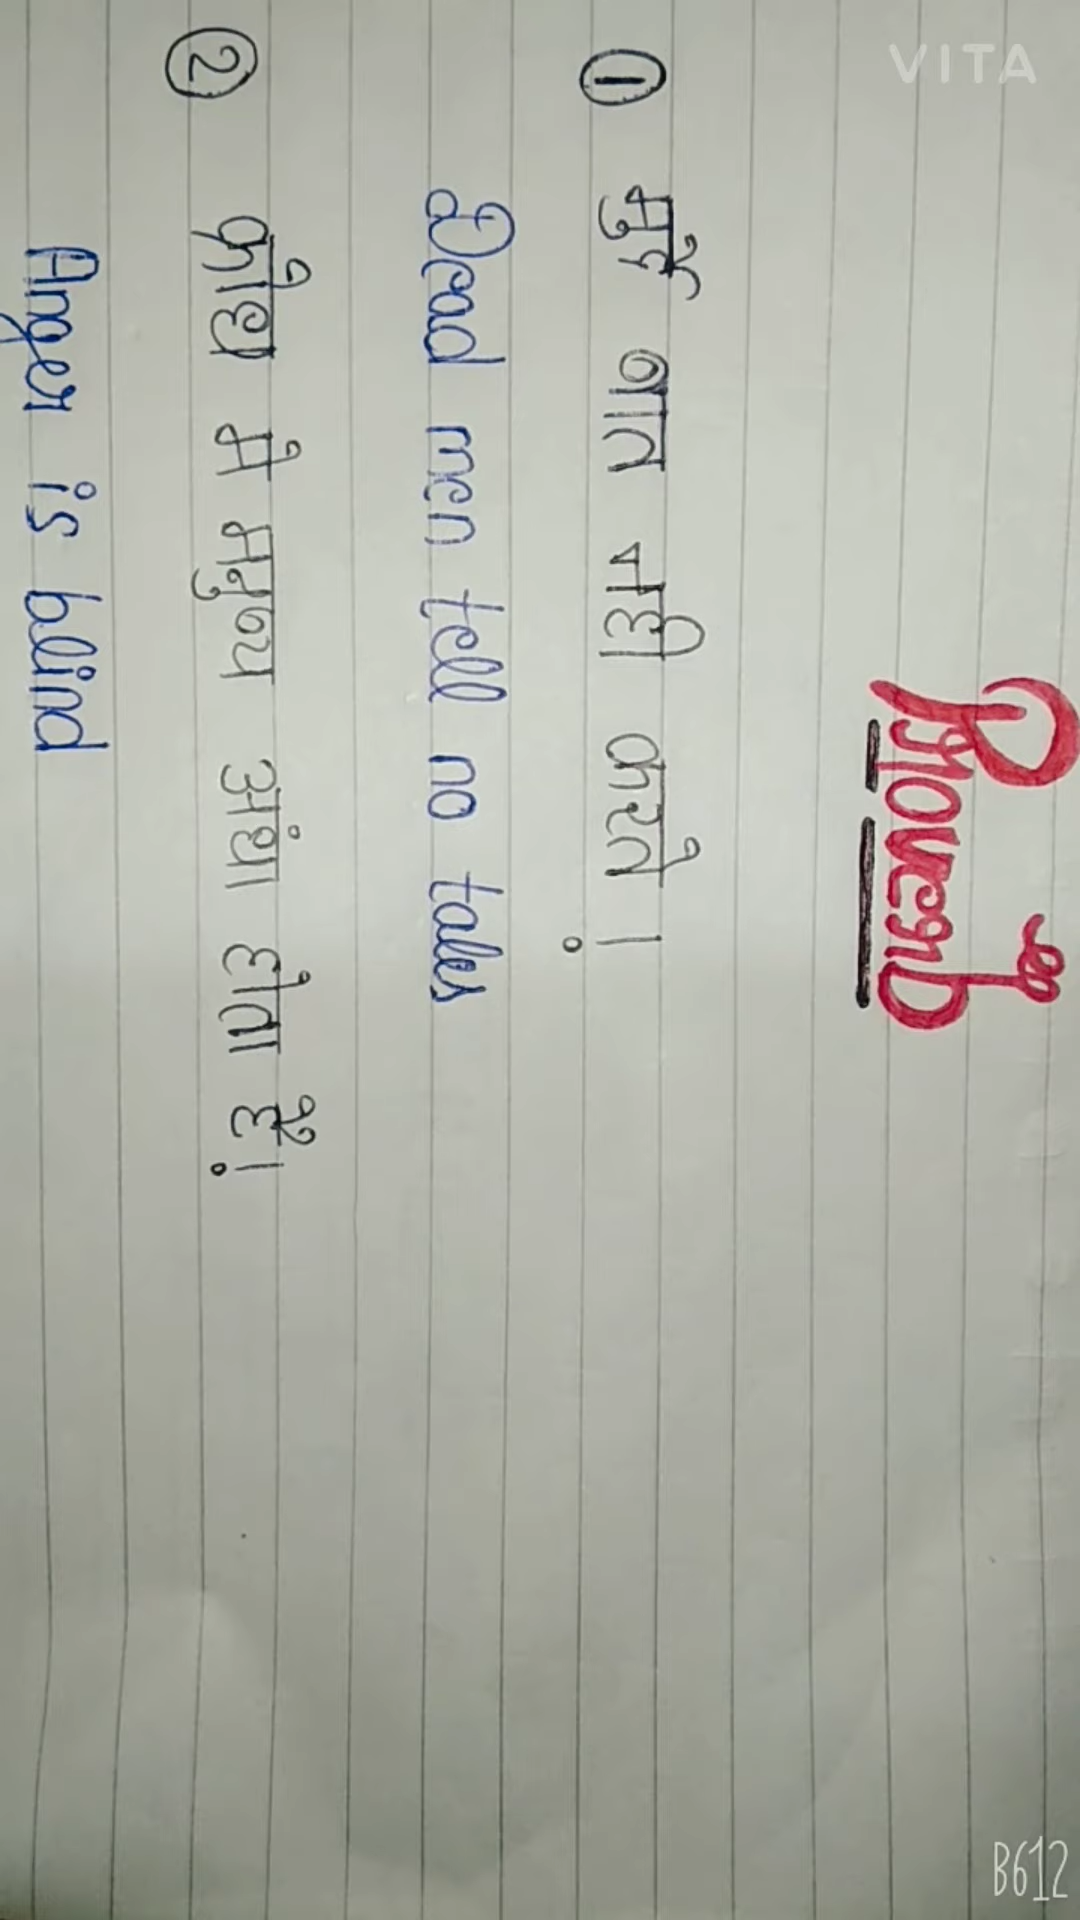 Proverb
① मुर्दे बात नही करते ।
Dead men tell no tales
② क्रोध मे मनुष्य अंधा होता हैं।
Anger is blind
VITA
B612